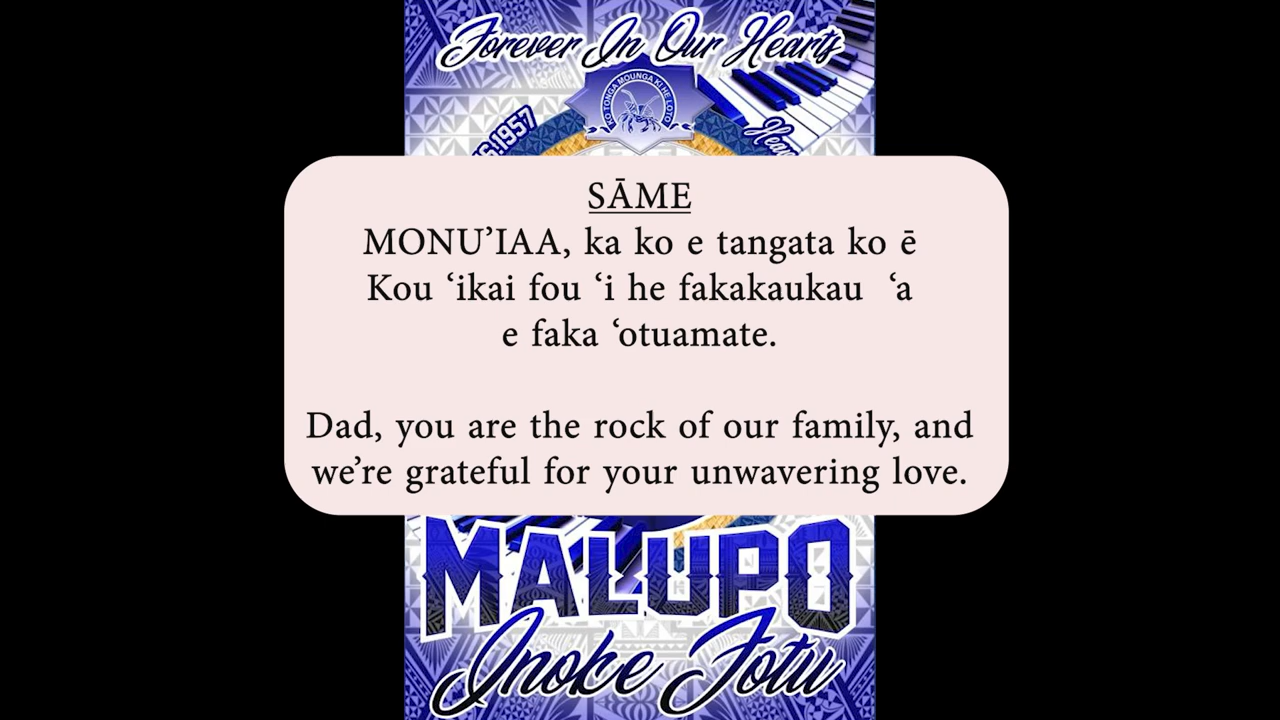 Forever In Our Hearts
KO TONGA MOUNGA KI HE LOTO
1957
SĀME
MONU’IAA, ka ko e tangata ko ē
Kou ‘ikai fou ‘i he fakakaukau ‘a
e faka ‘otuamate.
Dad, you are the rock of our family, and
we’re grateful for your unwavering love.
MALUPO
Inoke Fotu